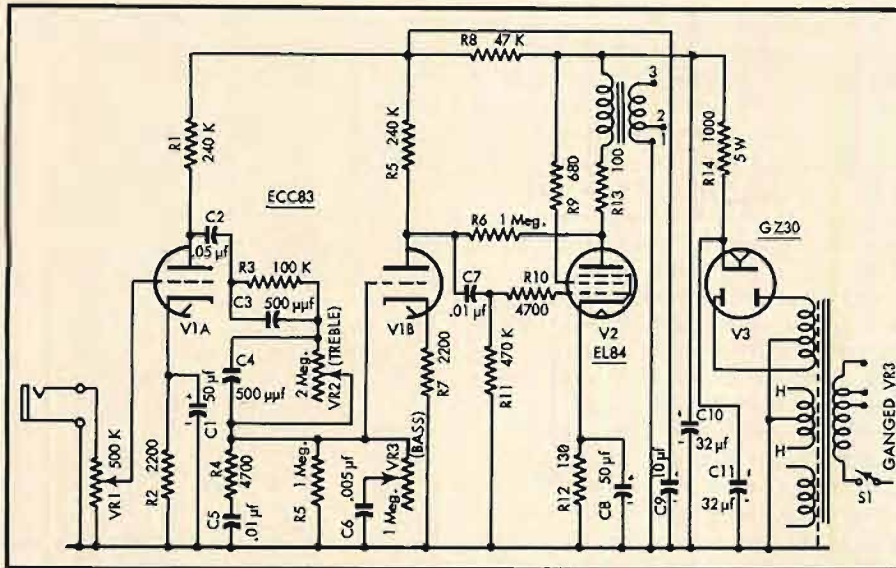 R8 47 K
R1
240 K
R5
240 K
ECC83
C2
.05 µf
R3 100 K
C3
500 µµf
V1A
C4
500 µµf
2 Meg.
VR2
(TREBLE)
R6 1 Meg.
C7
.01 µf
R10
4700
V1B
R7
2200
R9
680
R13
100
3
2
1
V2
EL84
R14
1000
5 W
GZ30
V3
VR1
500 K
R2
2200
C1
50 µf
R4
4700
C5
.01 µf
R5
1 Meg.
C6
.005 µf
VR3
(BASS)
1 Meg.
R11
470 K
R12
130
C8
50 µf
C9
10 µf
C10
32 µf
C11
32 µf
H
H
S1
GANGED VR3